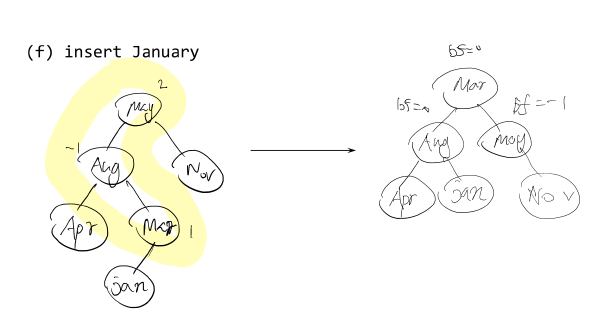 (f) insert January
2
May
-1
Aug
Nov
Apr
Mar
1
jan
bf=0
Mar
bf=0
bf=-1
Aug
May
Apr
jan
Nov